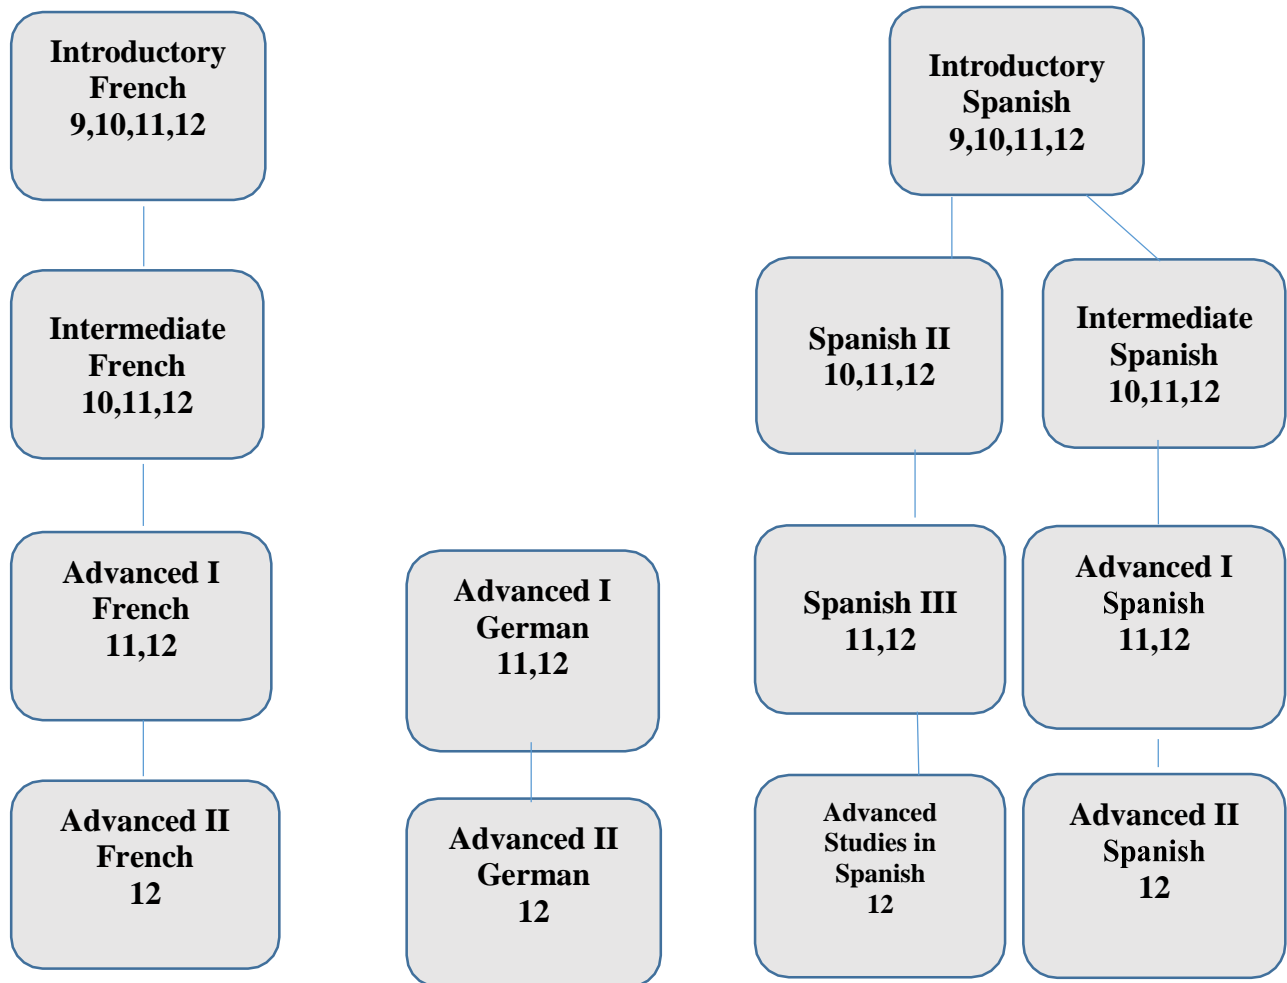 Introductory
French
9,10,11,12
Introductory
Spanish
9,10,11,12
Intermediate
French
10,11,12
Spanish II
10,11,12
Intermediate
Spanish
10,11,12
Advanced I
French
11,12
Advanced I
German
11,12
Spanish III
11,12
Advanced I
Spanish
11,12
Advanced II
French
12
Advanced II
German
12
Advanced
Studies in
Spanish
12
Advanced II
Spanish
12